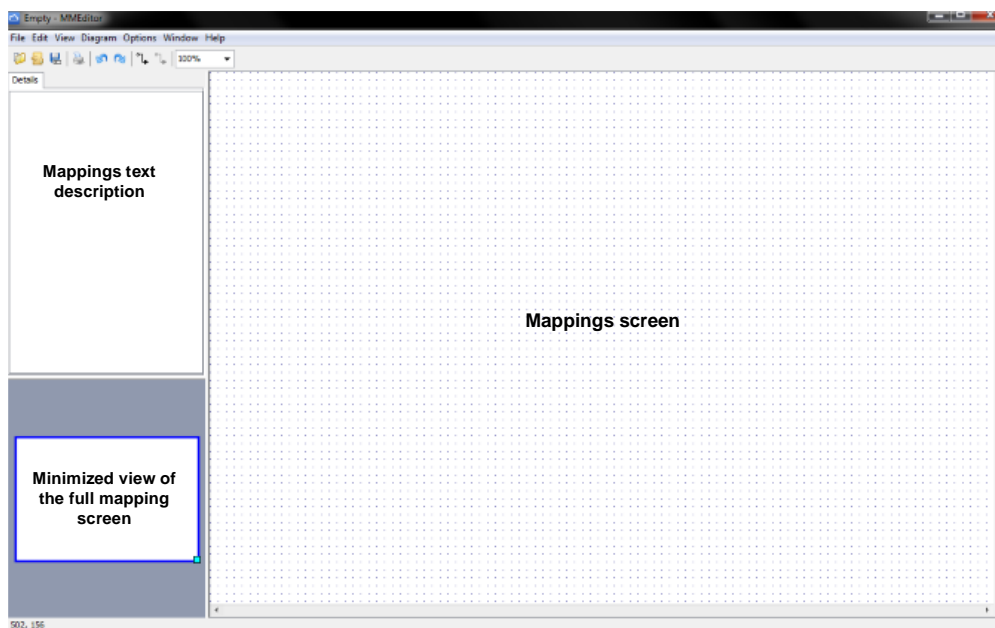 Empty - MMEditor
File Edit View Diagram Options Window Help
100%
Details
Mappings text
description
Mappings screen
Minimized view of
the full mapping
screen
502, 156